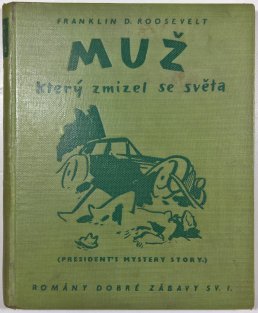 FRANKLIN D. ROOSEVELT
MUŽ
který zmizel se světa
(PRESIDENT'S MYSTERY STORY.)
ROMÁNY DOBRÉ ZÁBAVY SV. I.